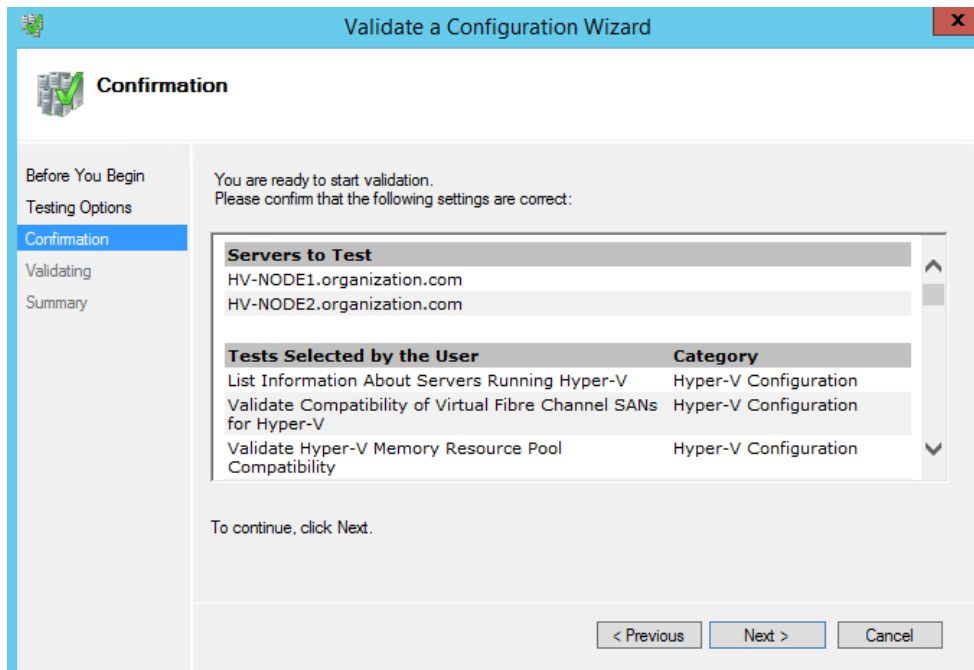 Validate a Configuration Wizard
x
Confirmation
Before You Begin
Testing Options
Confirmation
Validating
Summary
You are ready to start validation.
Please confirm that the following settings are correct:
Servers to Test
HV-NODE1.organization.com
HV-NODE2.organization.com
Tests Selected by the User Category
List Information About Servers Running Hyper-V Hyper-V Configuration
Validate Compatibility of Virtual Fibre Channel SANs Hyper-V Configuration
for Hyper-V
Validate Hyper-V Memory Resource Pool Hyper-V Configuration
Compatibility
To continue, click Next.
< Previous Next > Cancel